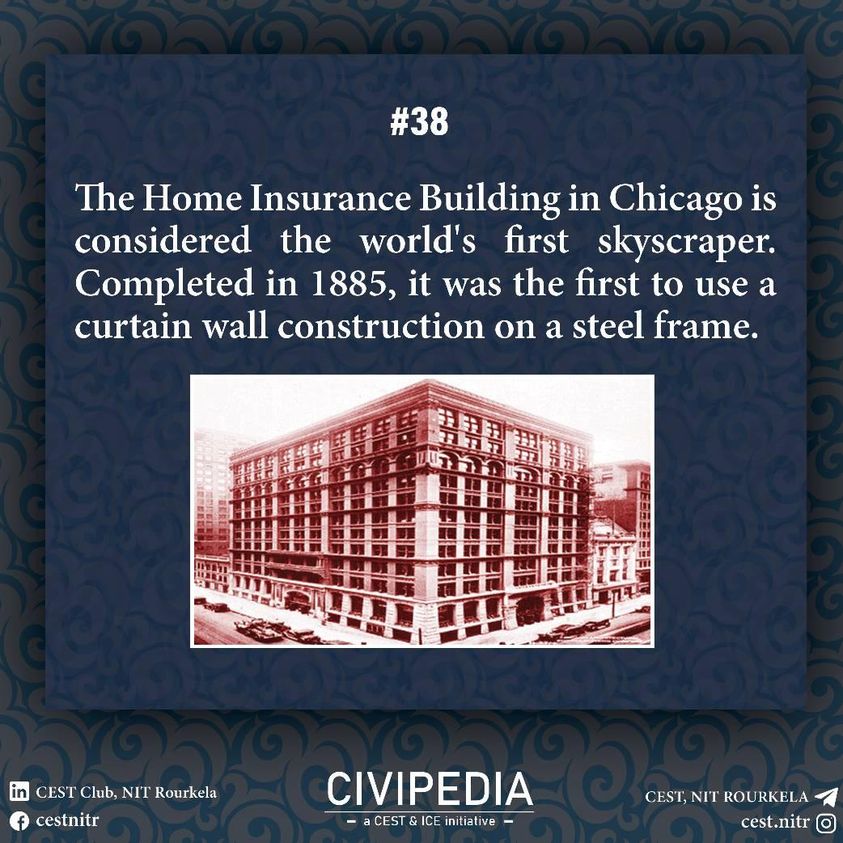 #38
The Home Insurance Building in Chicago is
considered the world's first skyscraper.
Completed in 1885, it was the first to use a
curtain wall construction on a steel frame.
CEST Club, NIT Rourkela
cestnitr
CIVIPEDIA
a CEST & ICE initiative
CEST, NIT ROURKELA
cest.nitr